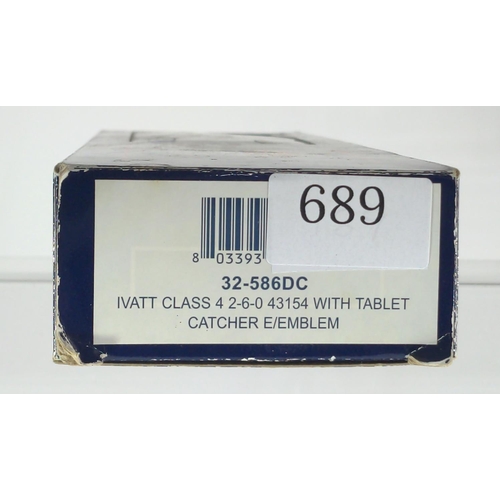 689
8 03393
32-586DC
IVATT CLASS 4 2-6-0 43154 WITH TABLET
CATCHER E/EMBLEM